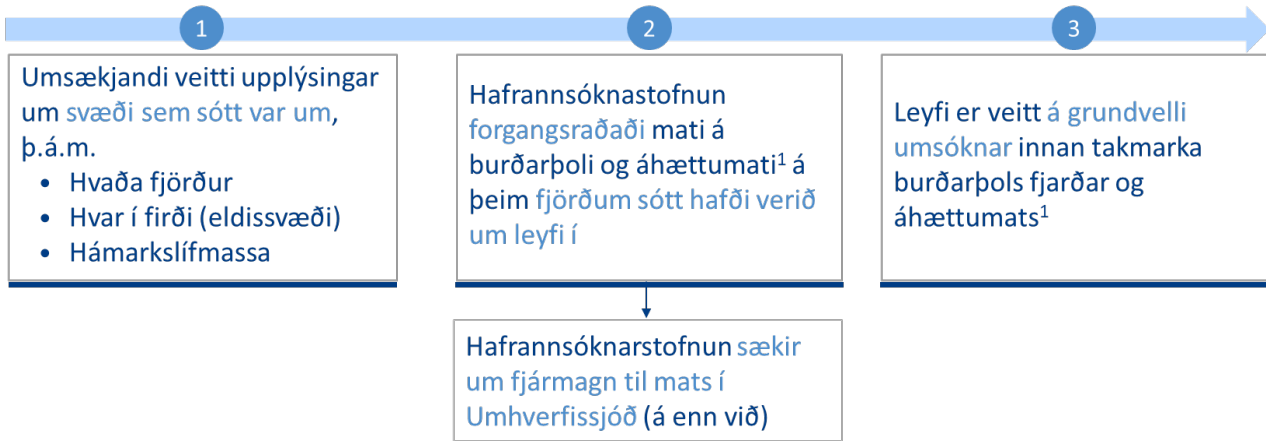 1
2
3
Umsækjandi veitti upplýsingar
um svæði sem sótt var um,
þ.á.m.
• Hvaða fjörður
• Hvar í firði (eldissvæði)
• Hámarkslífmassa
Hafrannsóknastofnun
forgangsraðaði mati á
burðarþoli og áhættumati¹ á
þeim fjörðum sótt hafði verið
um leyfi í
Hafrannsóknarstofnun sækir
um fjármagn til mats í
Umhverfissjóð (á enn við)
Leyfi er veitt á grundvelli
umsóknar innan takmarka
burðarþols fjarðar og
áhættumats¹